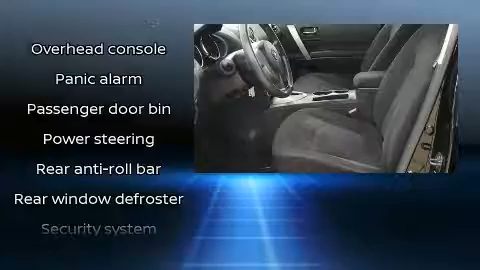 Overhead console
Panic alarm
Passenger door bin
Power steering
Rear anti-roll bar
Rear window defroster
Security system